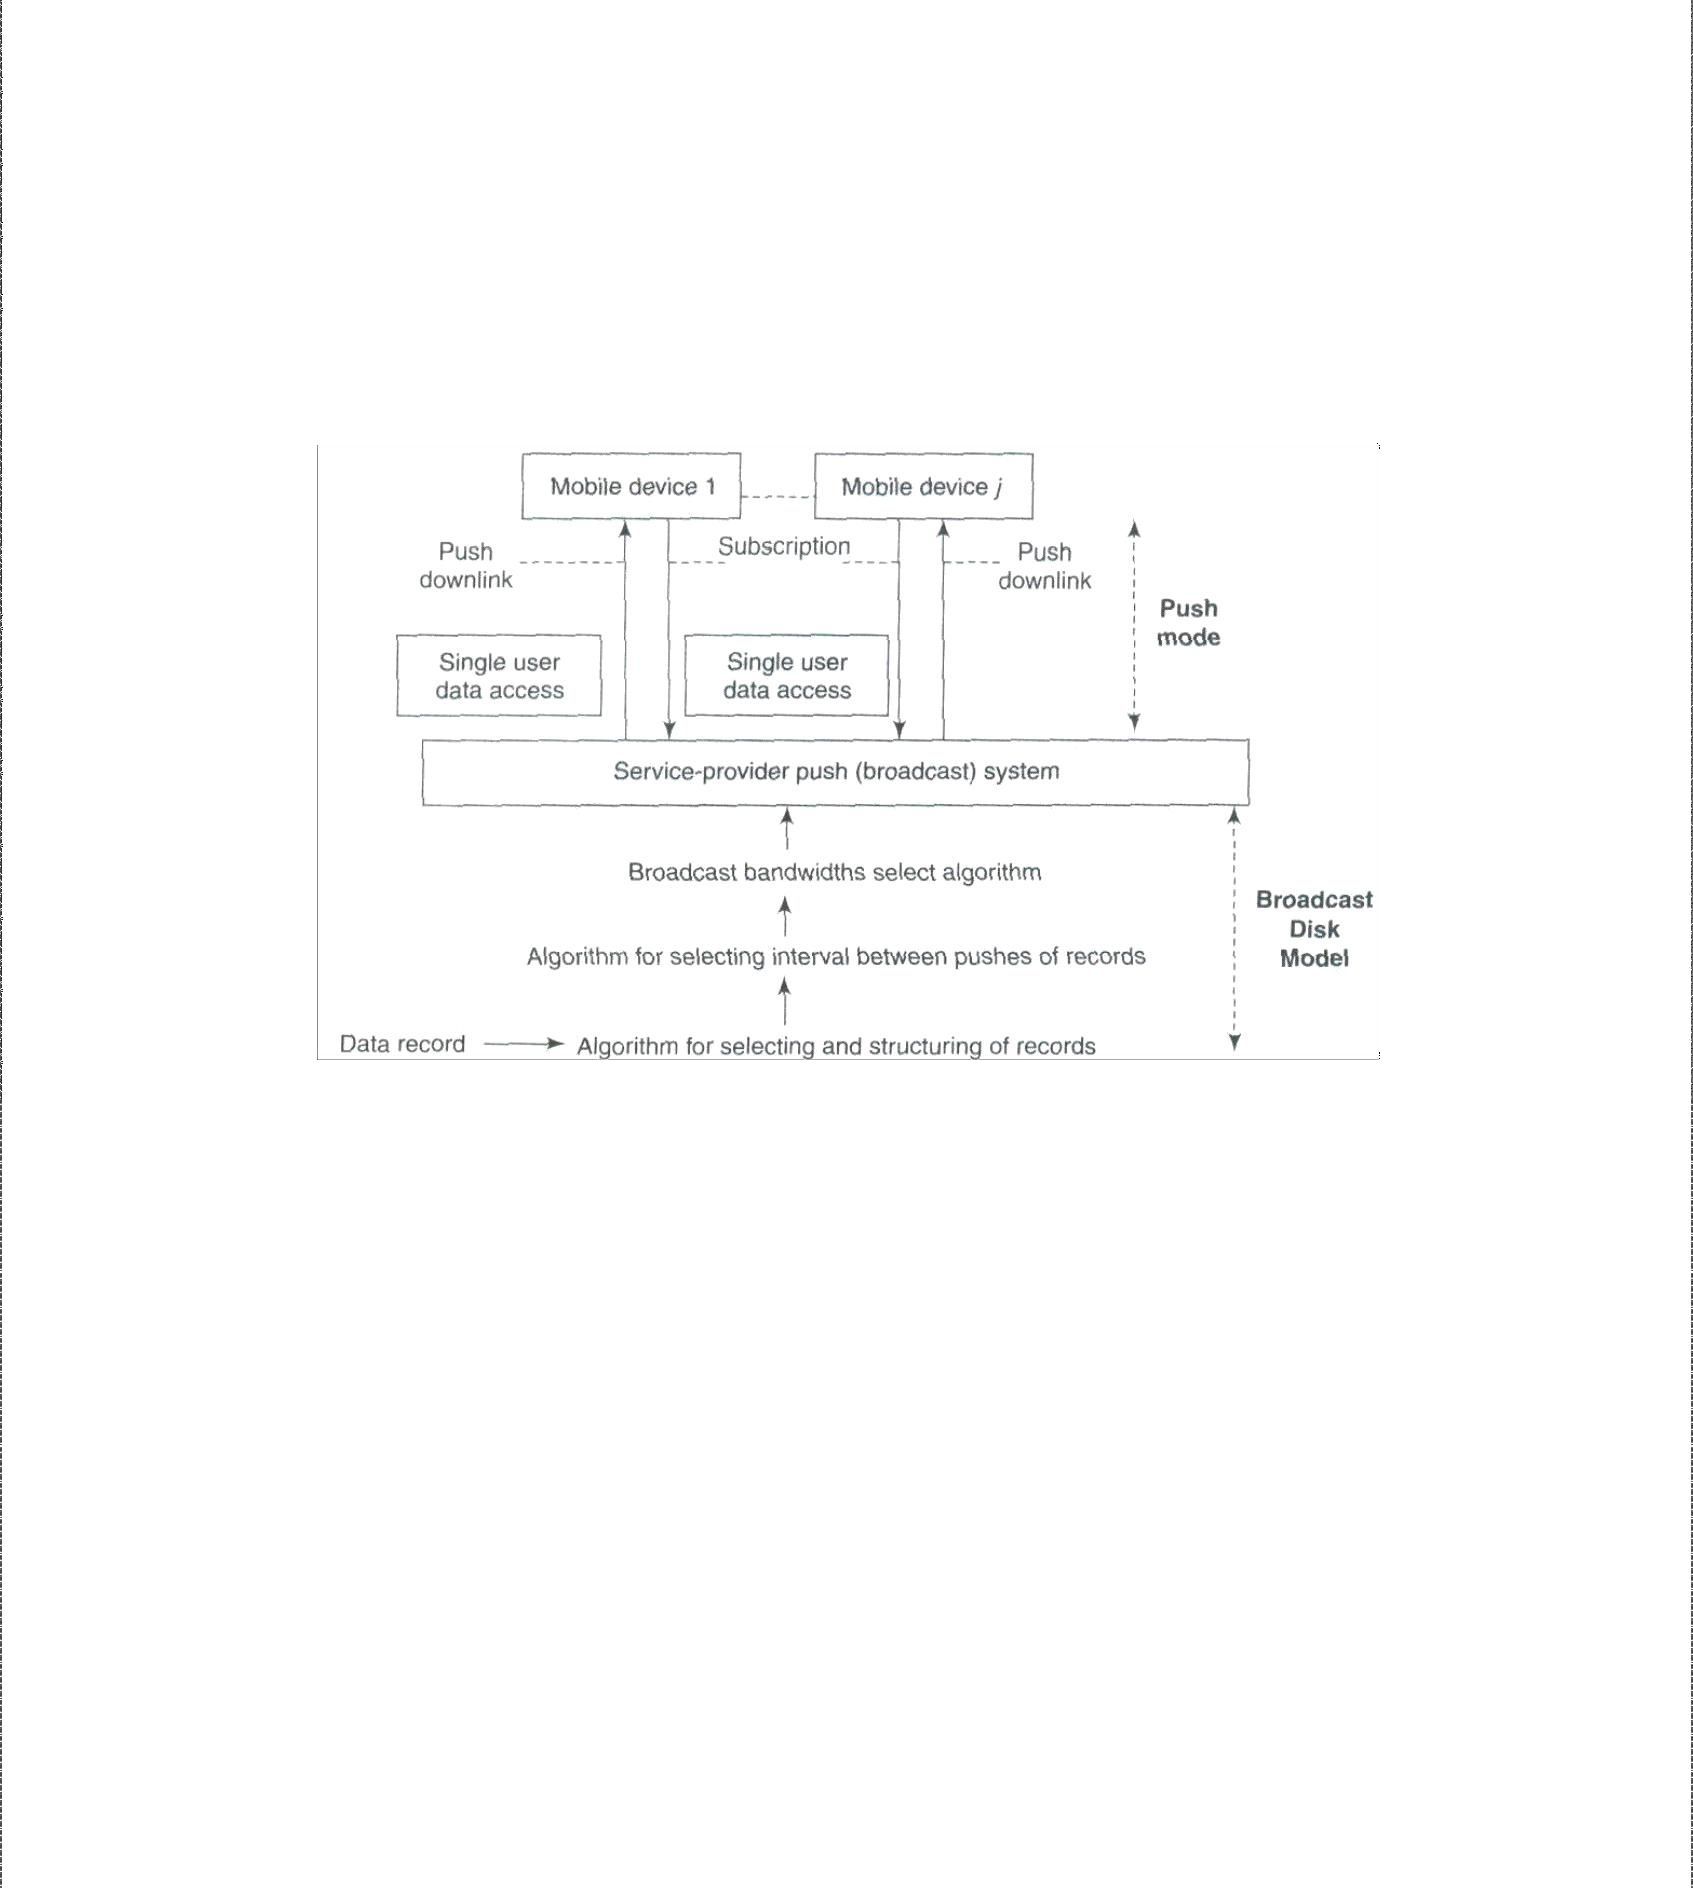 Mobile device 1
Mobile device j
Push
downlink
Subscription
Push
downlink
Push
mode
Single user
data access
Single user
data access
Service-provider push (broadcast) system
Broadcast bandwidths select algorithm
Broadcast
Disk
Model
Algorithm for selecting interval between pushes of records
Data record
Algorithm for selecting and structuring of records